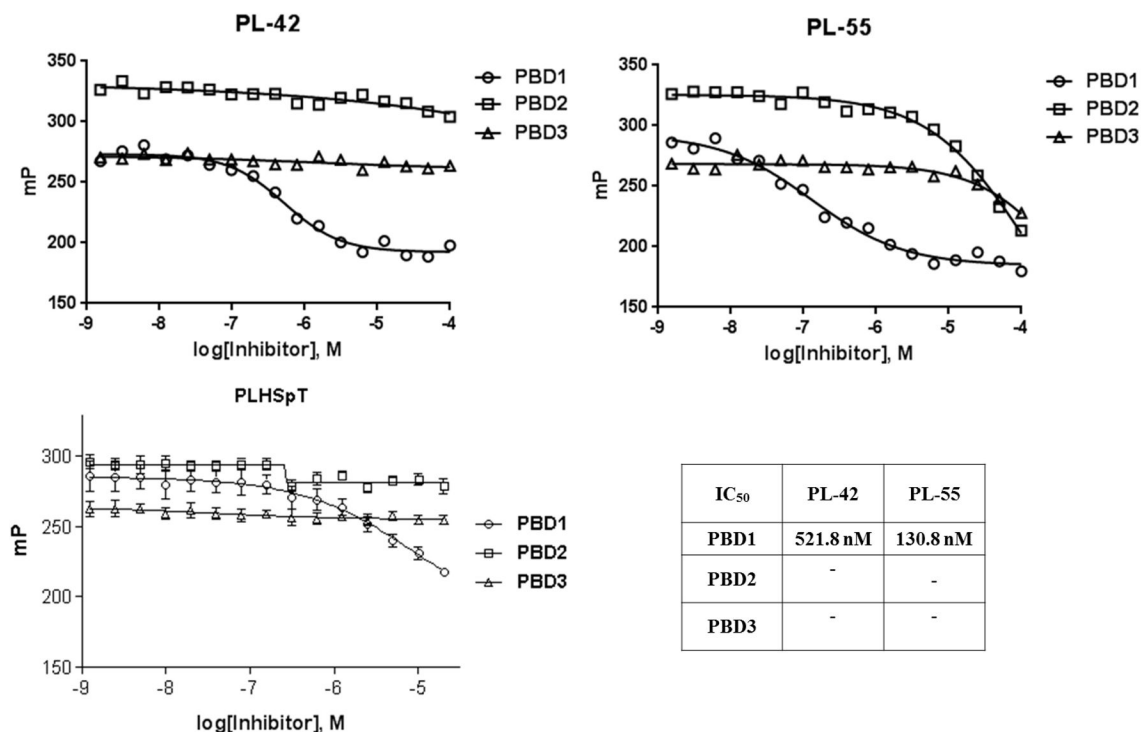 PL-42
350
300
250
200
150
mP
-9
-8
-7
-6
-5
-4
log[Inhibitor], M
PBD1
PBD2
PBD3
PL-55
350
300
250
200
150
mP
-9
-8
-7
-6
-5
-4
log[Inhibitor], M
PBD1
PBD2
PBD3
PLHSpT
300
250
200
150
mP
-9
-8
-7
-6
-5
log[Inhibitor], M
PBD1
PBD2
PBD3
IC50 PL-42 PL-55
PBD1 521.8 nM 130.8 nM
PBD2 - -
PBD3 - -